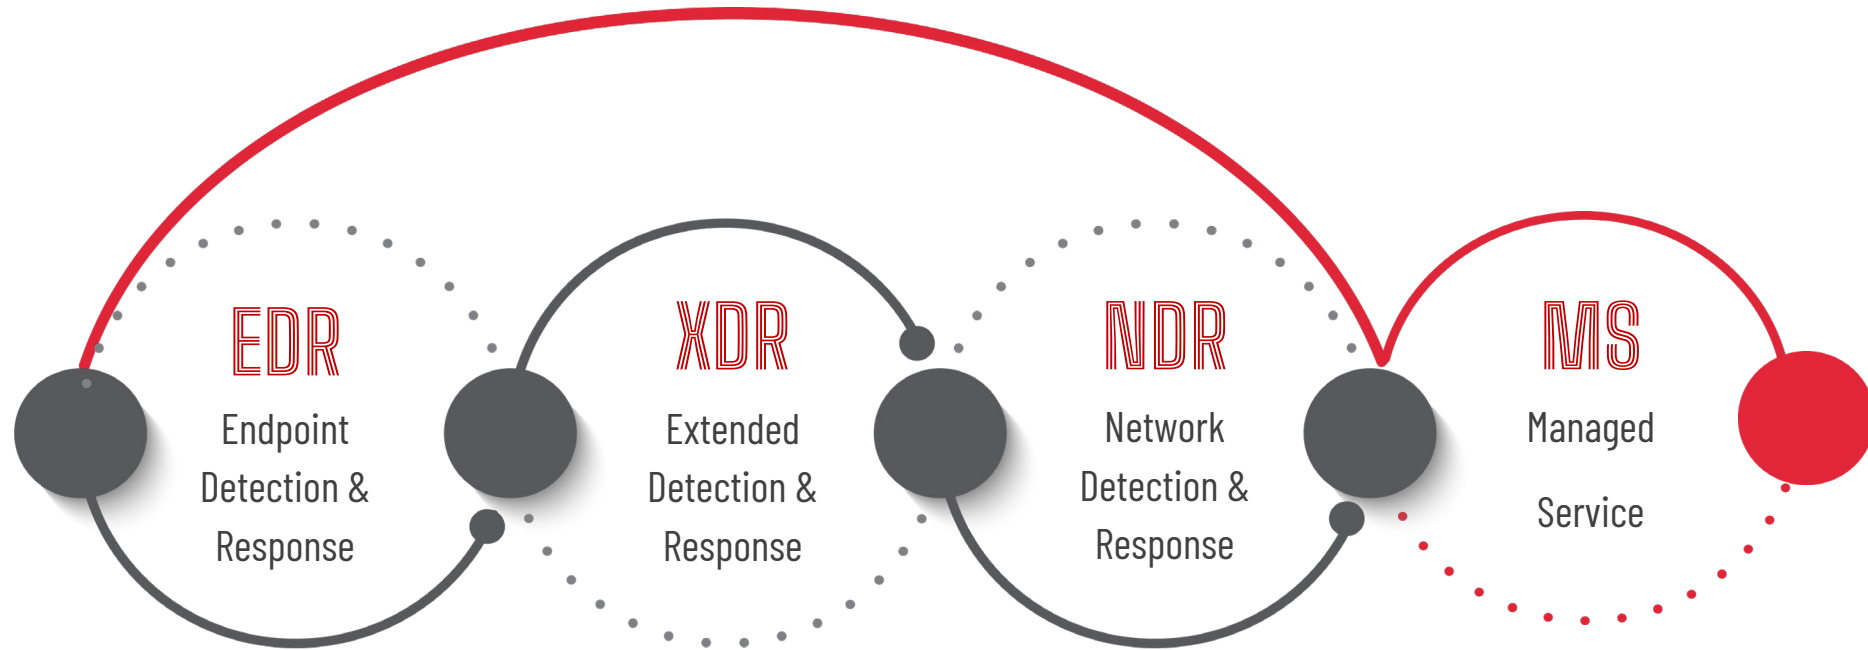 EDR
Endpoint
Detection &
Response
XDR
Extended
Detection &
Response
NDR
Network
Detection &
Response
MS
Managed
Service